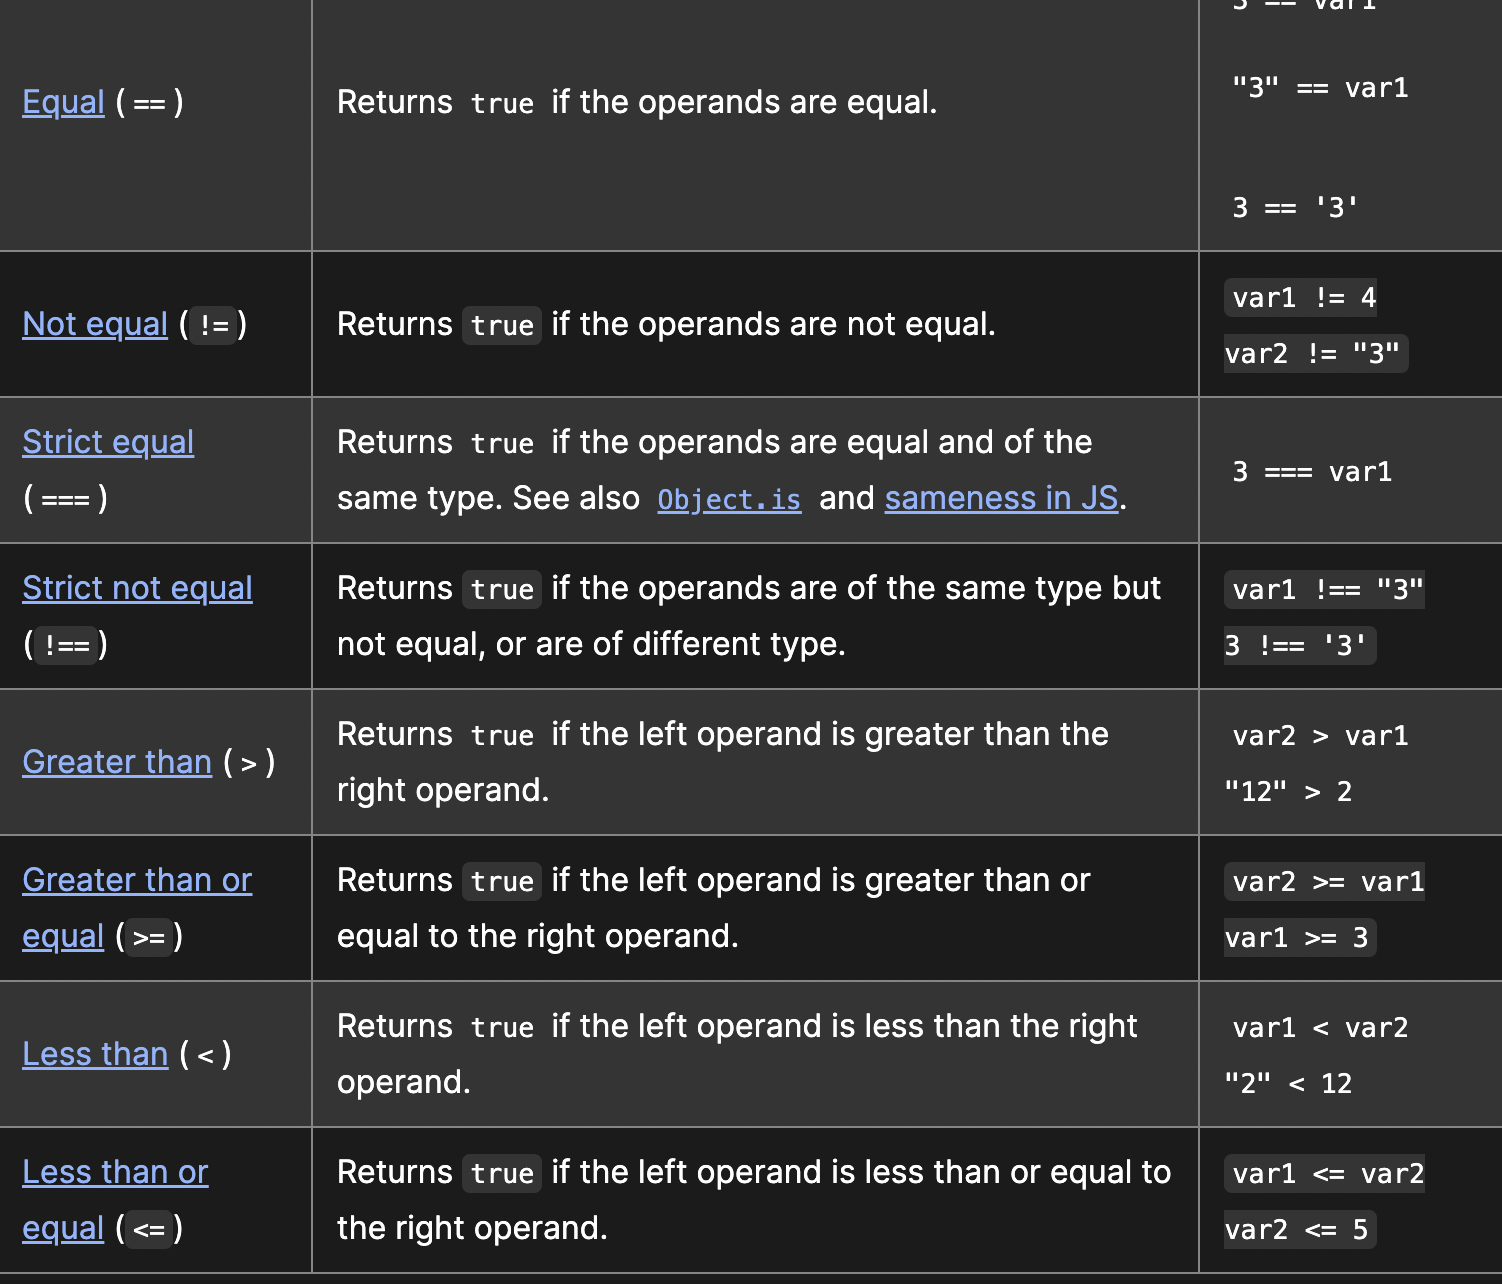 3 == var1
Equal (==)
Returns true if the operands are equal.
"3" == var1
3 == '3'
Not equal (!=)
Returns true if the operands are not equal.
var1 != 4
var2 != "3"
Strict equal
(===)
Returns true if the operands are equal and of the
same type. See also Object.is and sameness in JS.
3 === var1
Strict not equal
(!==)
Returns true if the operands are of the same type but
not equal, or are of different type.
var1 !== "3"
3 !== '3'
Greater than (>)
Returns true if the left operand is greater than the
right operand.
var2 > var1
"12" > 2
Greater than or
equal (>=)
Returns true if the left operand is greater than or
equal to the right operand.
var2 >= var1
var1 >= 3
Less than (<)
Returns true if the left operand is less than the right
operand.
var1 < var2
"2" < 12
Less than or
equal (<=)
Returns true if the left operand is less than or equal to
the right operand.
var1 <= var2
var2 <= 5